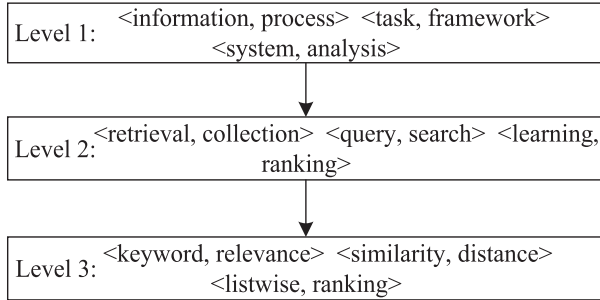 <information, process> <task, framework>
Level 1:
<system, analysis>
<retrieval, collection> <query, search> <learning,
Level 2:
ranking>
<keyword, relevance> <similarity, distance>
Level 3:
<listwise, ranking>